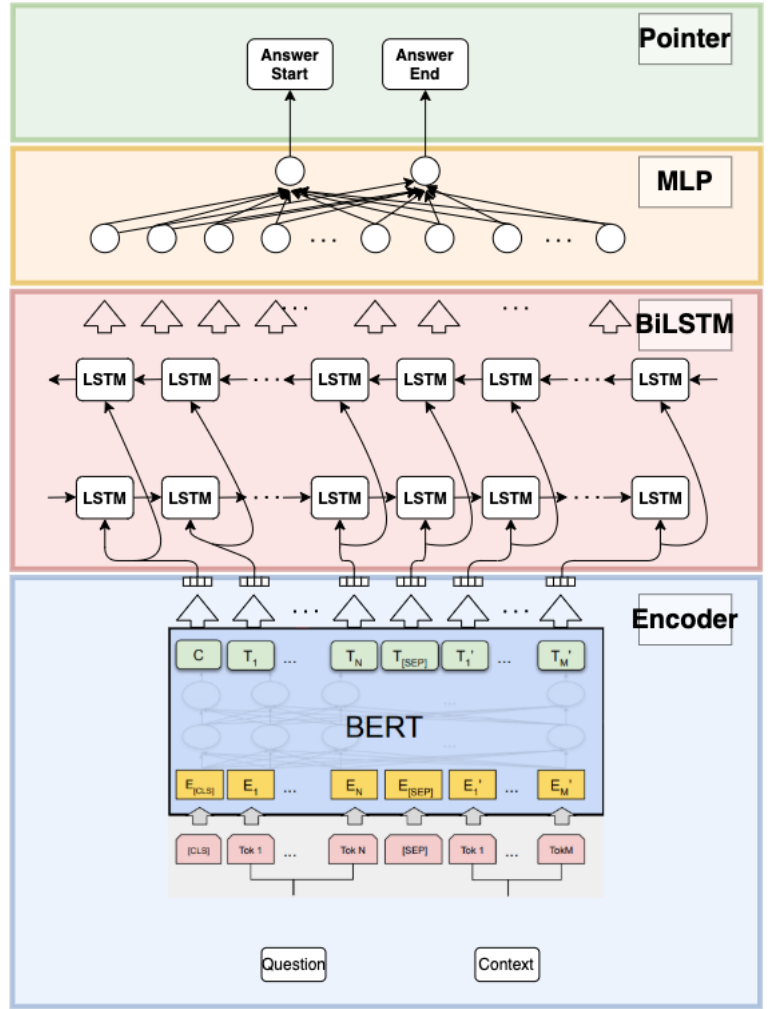 Pointer
Answer
Start
Answer
End
MLP
... ...
... ... ...
BiLSTM
LSTM LSTM ... LSTM LSTM LSTM ... LSTM
LSTM LSTM ... LSTM LSTM LSTM ... LSTM
Encoder
... ...
C T1 ... TN T[SEP] T1' ... TM'
BERT
E[CLS] E1 ... EN E[SEP] E1' ... EM'
[CLS] Tok 1 ... Tok N [SEP] Tok 1 ... TokM
Question Context